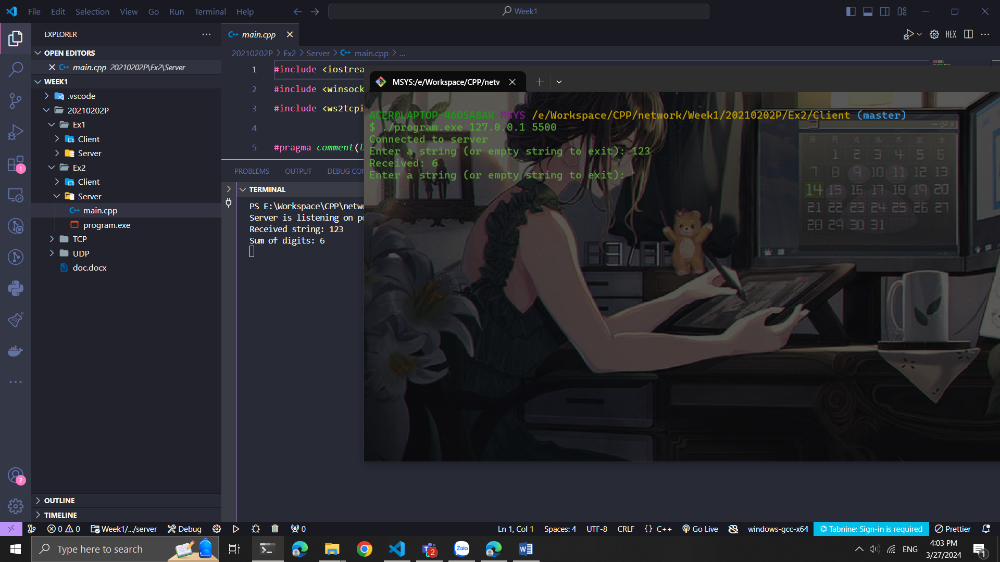 File Edit Selection View Go Run Terminal Help
Week1
EXPLORER
OPEN EDITORS
main.cpp 20210202P\Ex2\Server
WEEK1
.vscode
20210202P
Ex1
Client
Server
Ex2
Client
Server
main.cpp
program.exe
TCP
UDP
doc.docx
OUTLINE
TIMELINE
1
2
main.cpp
HEX
20210202P > Ex2 > Server > main.cpp > ...
1 #include <iostrea
2 #include <winsock
3 #include <ws2tcpi
4
5 #pragma comment(
PROBLEMS OUTPUT DEBUG CON
TERMINAL
PS E:\Workspace\CPP\netwo
Server is listening on po
Received string: 123
Sum of digits: 6
MSYS:/e/Workspace/CPP/netv
ACER@LAPTOP-46DSA8AK MSYS /e/Workspace/CPP/network/Week1/20210202P/Ex2/Client (master)
$ ./program.exe 127.0.0.1 5500
Connected to server
Enter a string (or empty string to exit): 123
Received: 6
Enter a string (or empty string to exit):
1 2 3 4 5 6
7 8 9 10 11 12 13
14 15 16 17 18 19 20
21 22 23 24 25 26 27
28 29 30 31
0 0 Week1/.../server Debug 0
Ln 1, Col 1 Spaces: 4 UTF-8 CRLF {} C++ Go Live windows-gcc-x64 Tabnine: Sign-in is required Prettier
Type here to search
2
Zalo
ENG
4:03 PM
3/27/2024
1